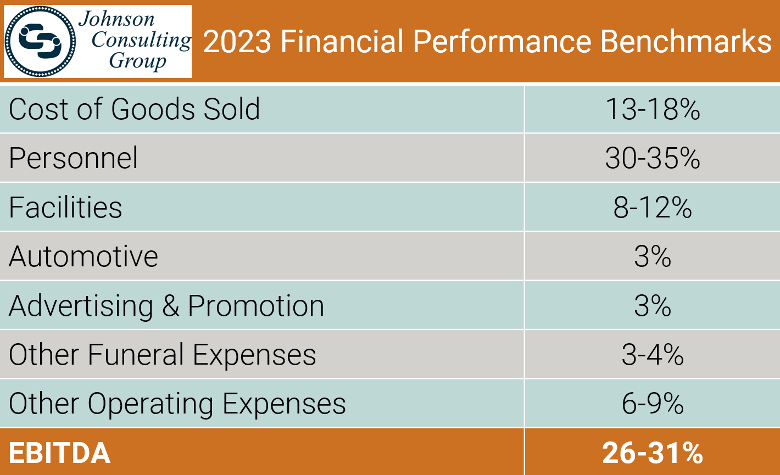 Johnson
Consulting
Group
2023 Financial Performance Benchmarks
Cost of Goods Sold 13-18%
Personnel 30-35%
Facilities 8-12%
Automotive 3%
Advertising & Promotion 3%
Other Funeral Expenses 3-4%
Other Operating Expenses 6-9%
EBITDA 26-31%